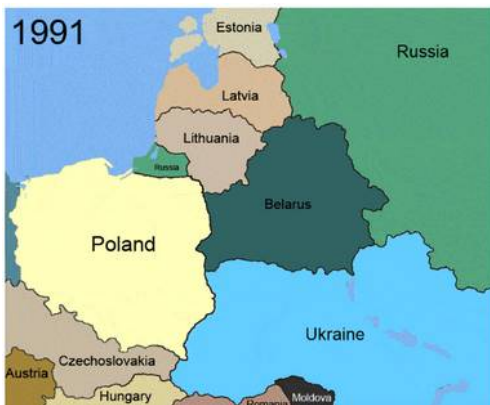 1991
Estonia
Russia
Latvia
Lithuania
Russia
Belarus
Poland
Ukraine
Czechoslovakia
Austria
Hungary
Romania
Moldova